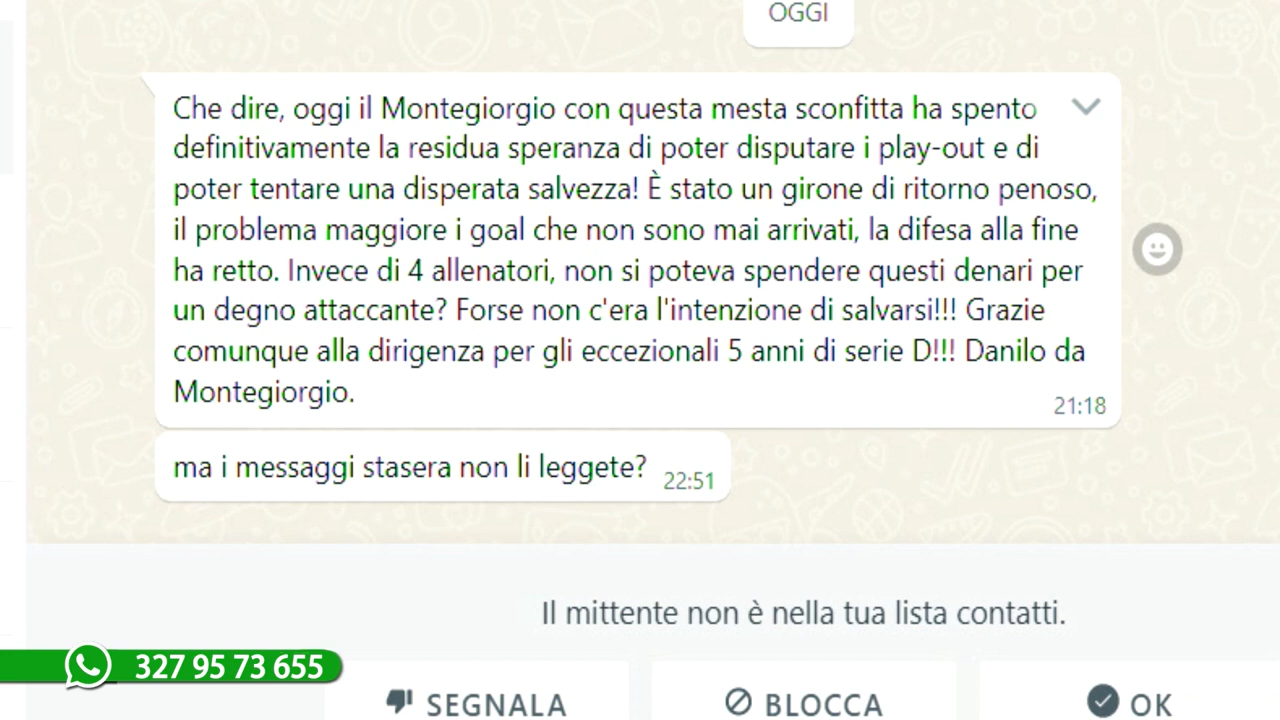 OGGI
Che dire, oggi il Montegiorgio con questa mesta sconfitta ha spento
definitivamente la residua speranza di poter disputare i play-out e di
poter tentare una disperata salvezza! È stato un girone di ritorno penoso,
il problema maggiore i goal che non sono mai arrivati, la difesa alla fine
ha retto. Invece di 4 allenatori, non si poteva spendere questi denari per
un degno attaccante? Forse non c'era l'intenzione di salvarsi!!! Grazie
comunque alla dirigenza per gli eccezionali 5 anni di serie D!!! Danilo da
Montegiorgio.
21:18
ma i messaggi stasera non li leggete?
22:51
Il mittente non è nella tua lista contatti.
327 95 73 655
SEGNALA
BLOCCA
OK